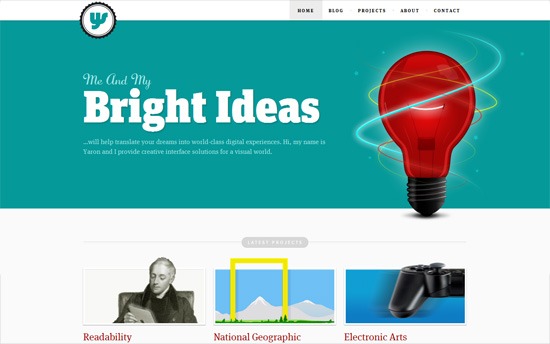 ys
HOME BLOG PROJECTS ABOUT CONTACT
Me And My
Bright Ideas
...will help translate your dreams into world-class digital experiences. Hi, my name is
Yaron and I provide creative interface solutions for a visual world.
LATEST PROJECTS
Readability National Geographic Electronic Arts